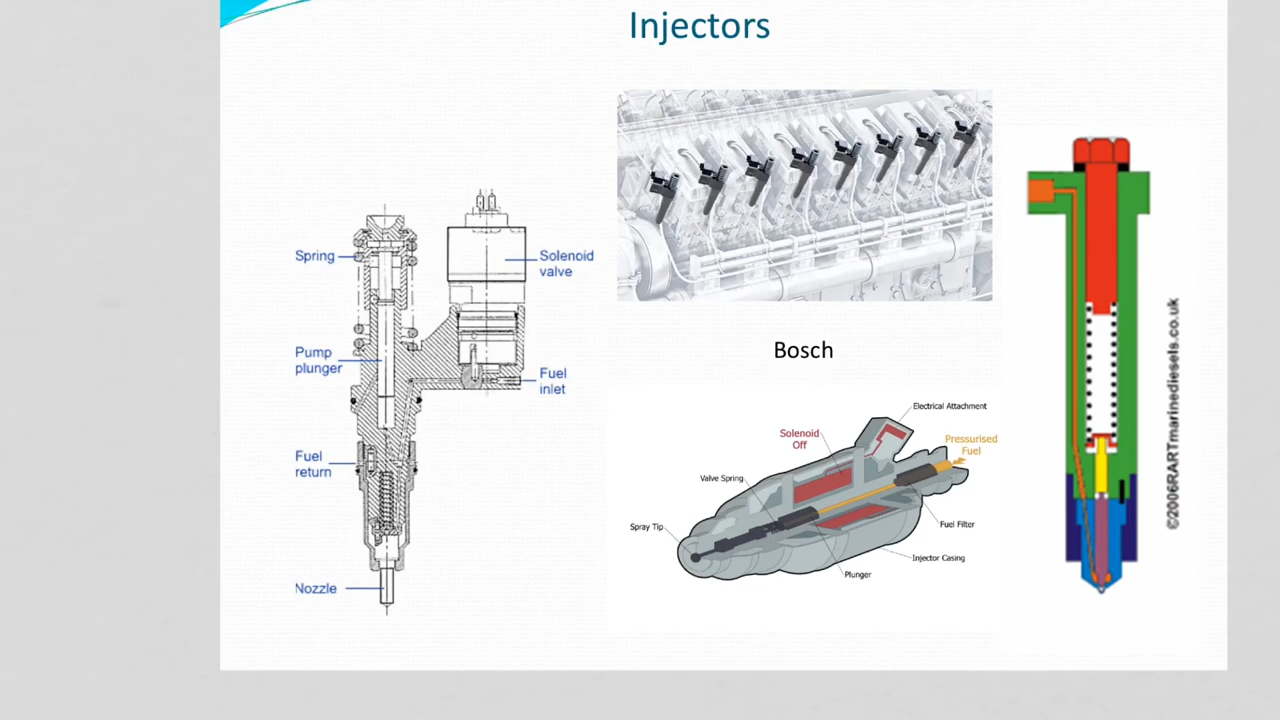 Injectors
Spring
Solenoid
valve
Pump
plunger
Fuel
inlet
Fuel
return
Nozzle
Bosch
Electrical Attachment
Solenoid
Off
Pressurised
Fuel
Valve Spring
Spray Tip
Fuel Filter
Injector Casing
Plunger
©2006RARTmarinediesels.co.uk